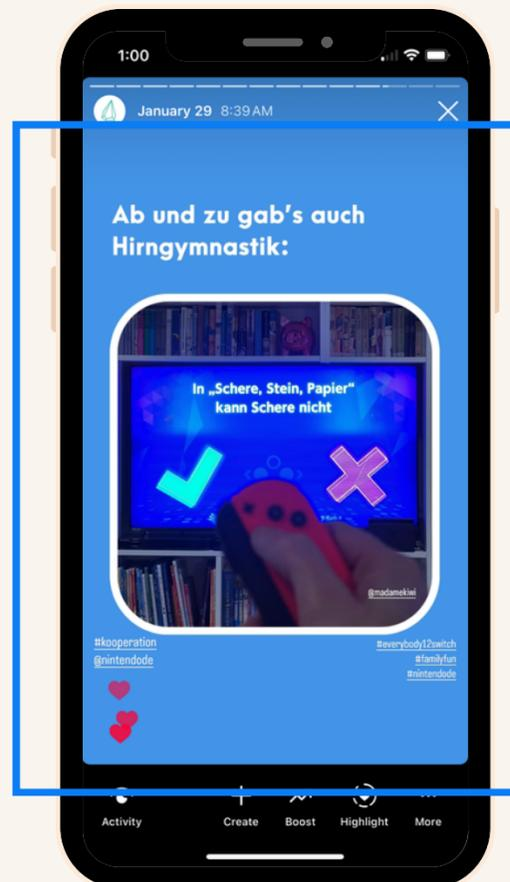 1:00
January 29 8:39 AM
Ab und zu gab's auch
Hirngymnastik:
In „Schere, Stein, Papier"
kann Schere nicht
@madamekiwi
#kooperation
@nintendode
#everybody12switch
#familyfun
#nintendode
Activity
Create
Boost
Highlight
More